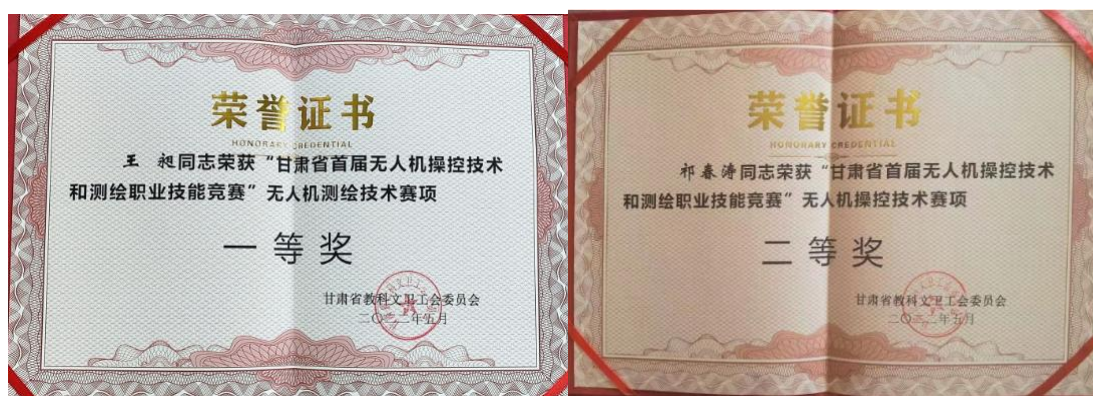 荣誉证书
HONORARY CREDENTIAL
王昶同志荣获“甘肃省首届无人机操控技术
和测绘职业技能竞赛”无人机测绘技术赛项
一等奖
甘肃省教科文卫工会委员会
二〇二二年五月
荣誉证书
HONORARY CREDENTIAL
祁春涛同志荣获“甘肃省首届无人机操控技术
和测绘职业技能竞赛”无人机操控技术赛项
二等奖
甘肃省教科文卫工会委员会
二〇二二年五月